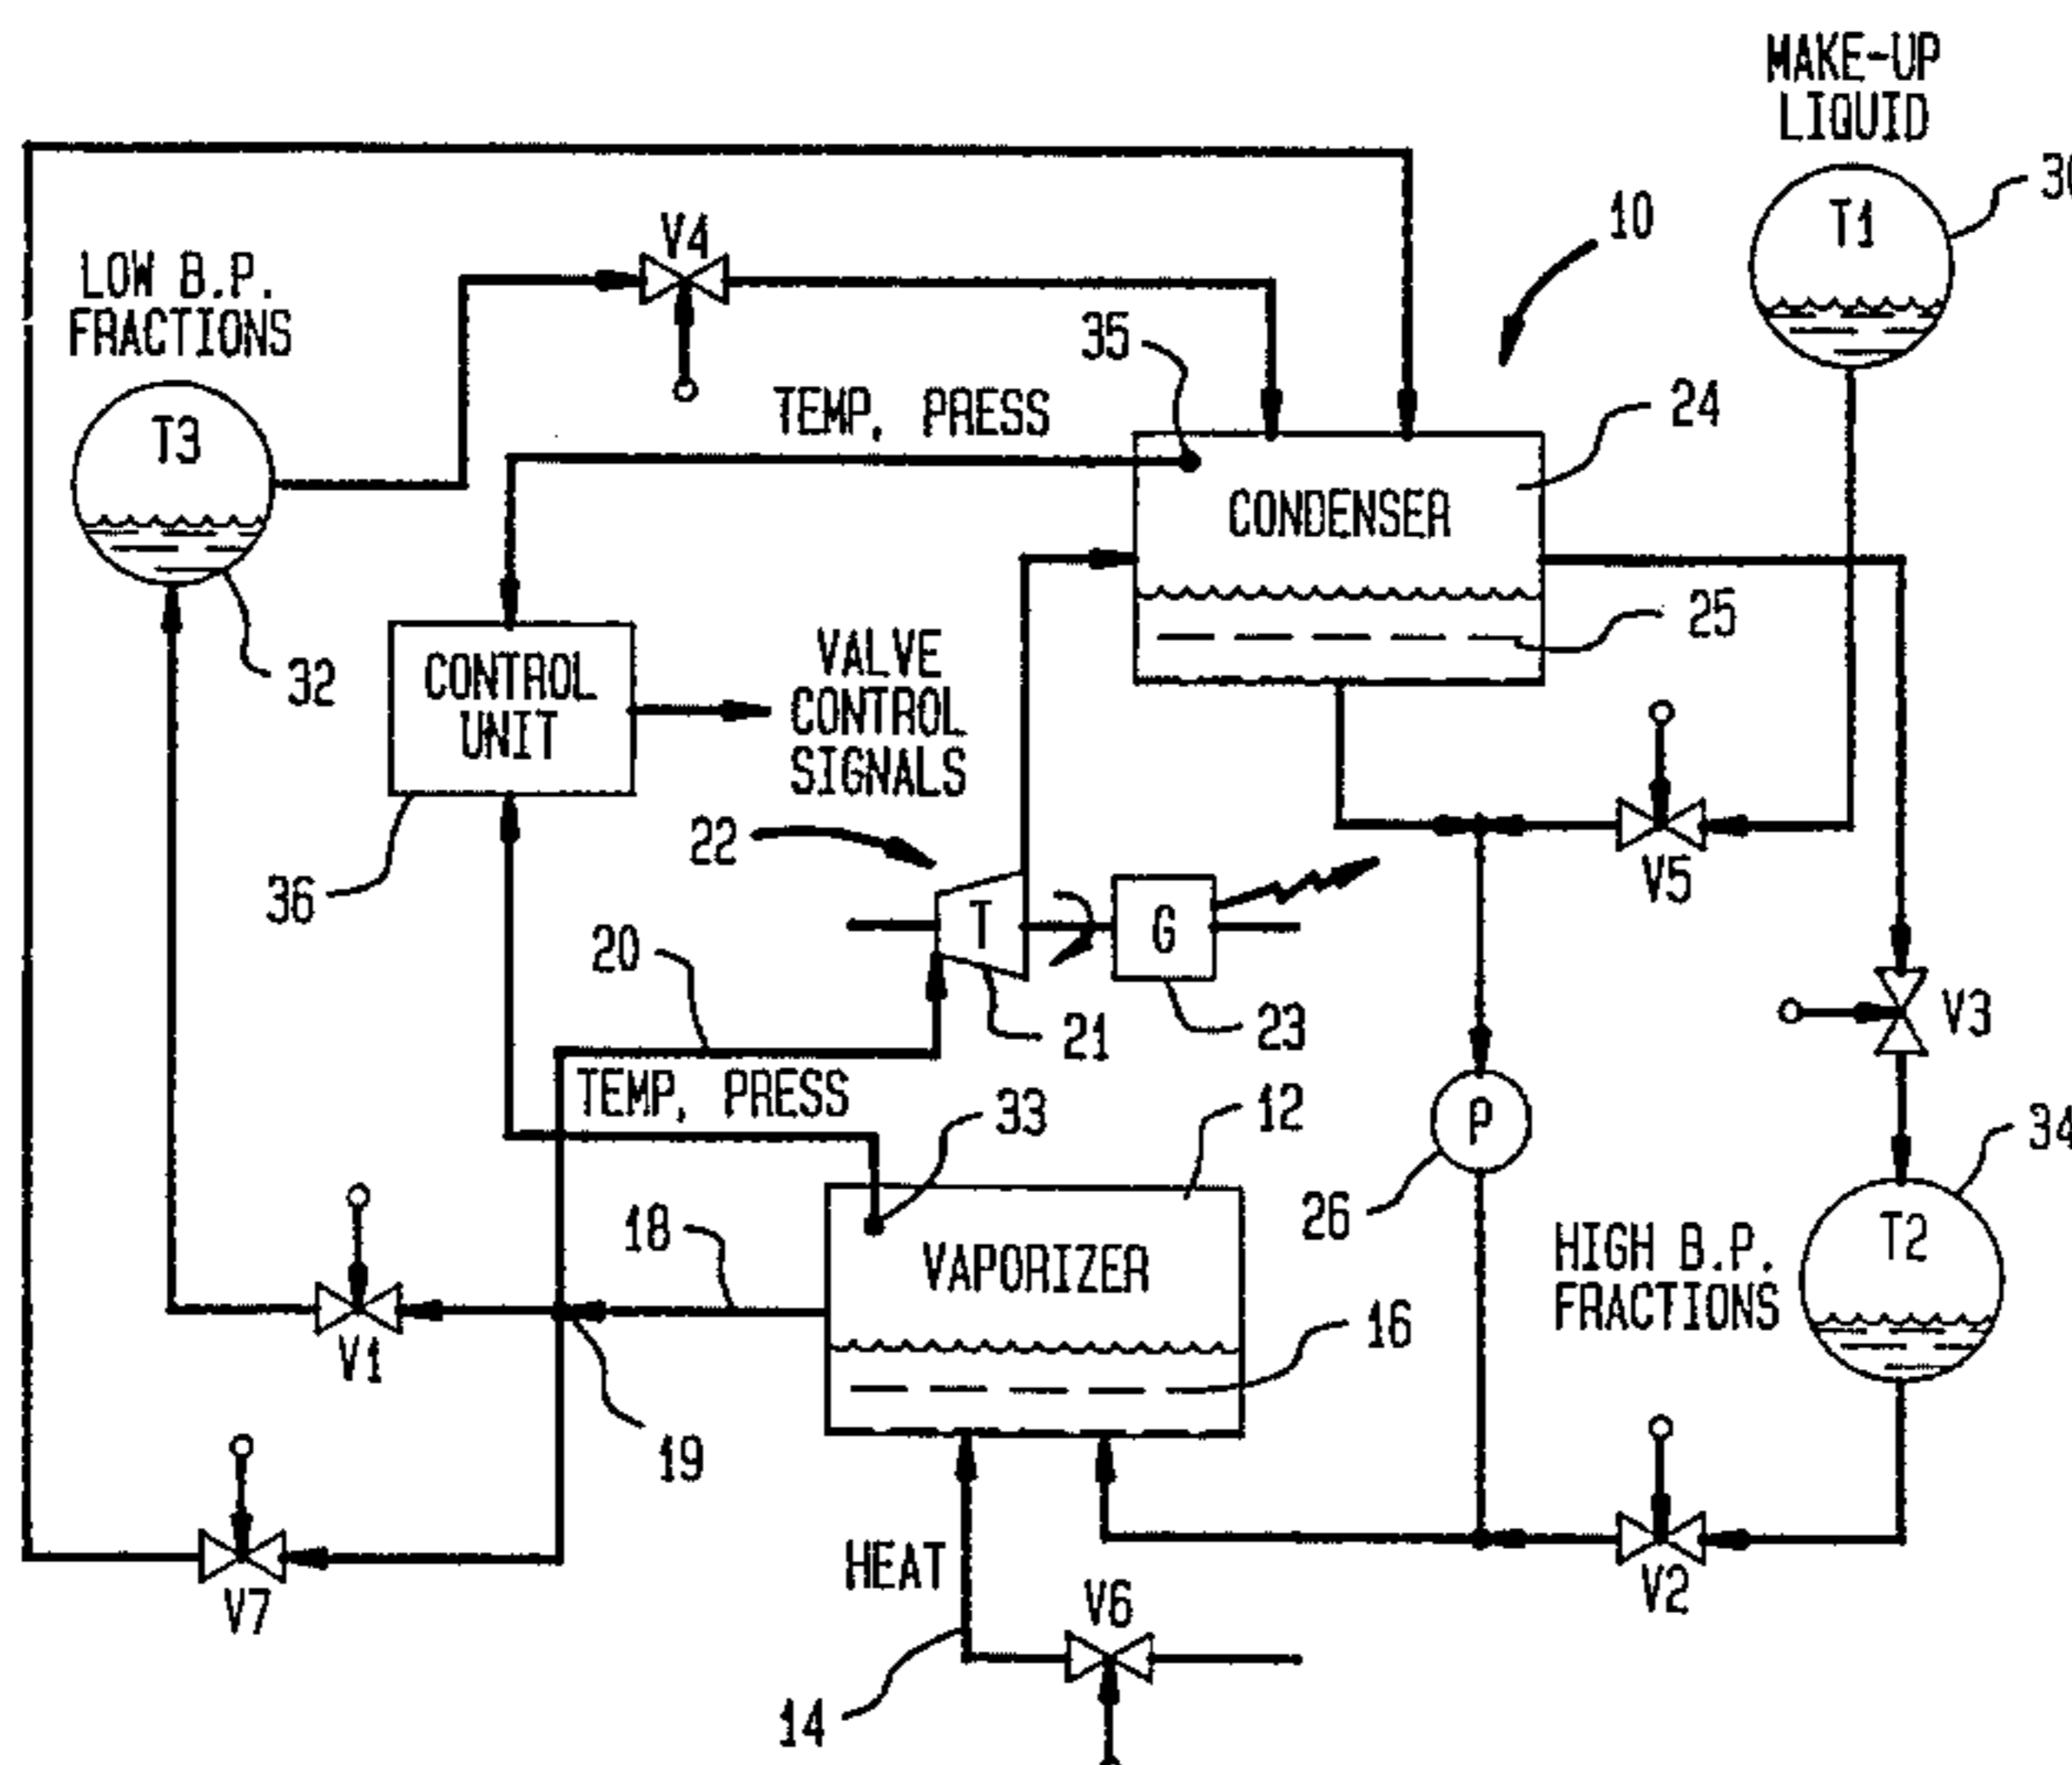 MAKE-UP
LIQUID
T1
10
V4
LOW B.P.
FRACTIONS
T3
35
TEMP, PRESS
24
CONDENSER
25
32
CONTROL
UNIT
VALVE
CONTROL
SIGNALS
36
22
V5
T
G
20
21
23
V3
TEMP, PRESS
33
12
P
26
34
T2
18
VAPORIZER
HIGH B.P.
FRACTIONS
16
V1
19
HEAT
V6
V2
V7
14